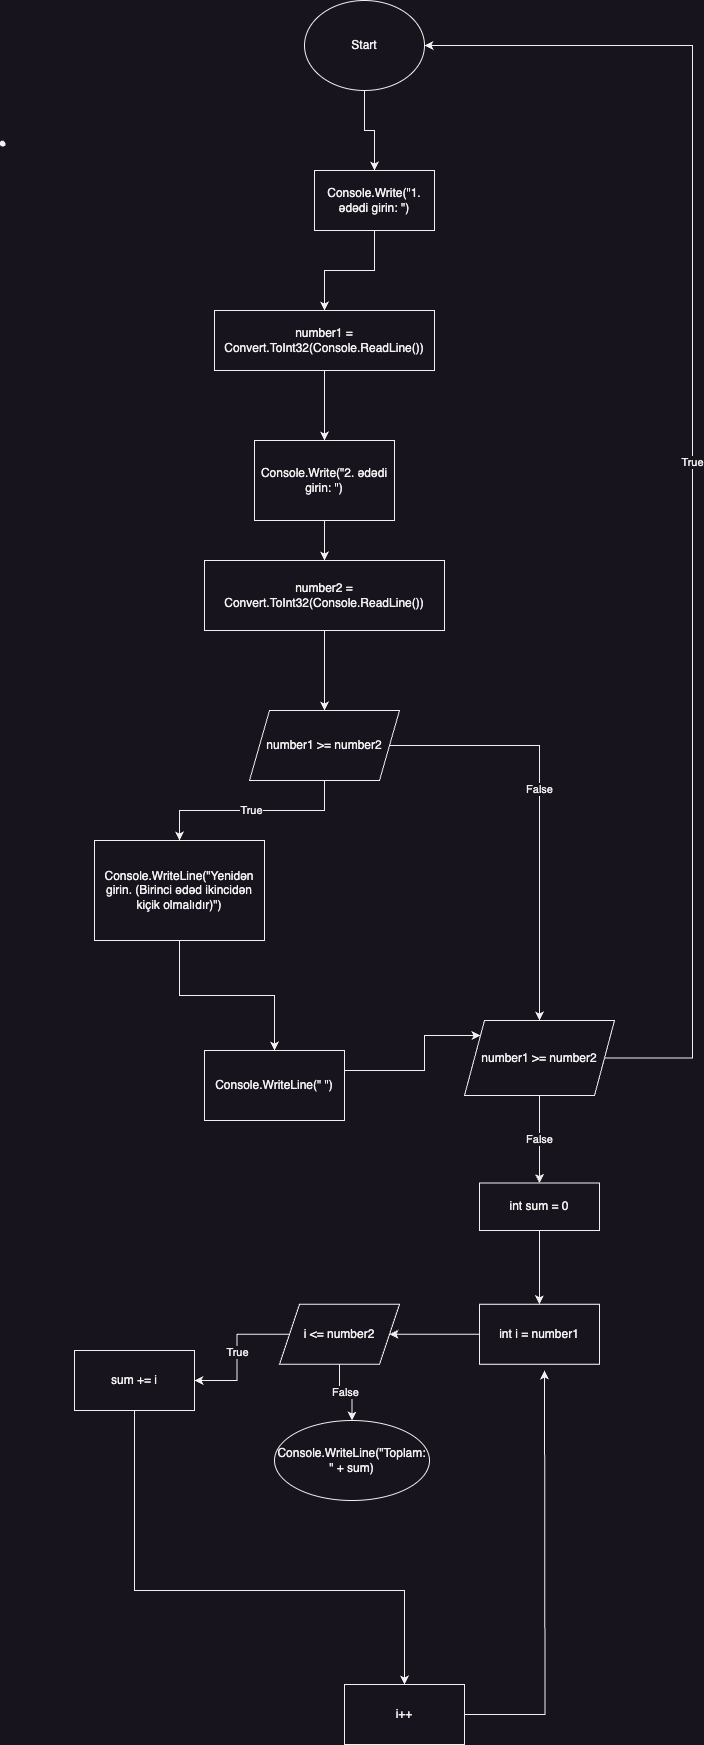 Start
Console.Write("1.
ədədi girin: ")
number1 =
Convert.ToInt32(Console.ReadLine())
True
Console.Write("2. ədədi
girin: ")
number2 =
Convert.ToInt32(Console.ReadLine())
number1 >= number2
False
True
Console.WriteLine("Yenidən
girin. (Birinci ədəd ikincidən
kiçik olmalıdır)")
number1 >= number2
Console.WriteLine(" ")
False
int sum = 0
i <= number2
int i = number1
True
sum += i
False
Console.WriteLine("Toplam:
" + sum)
i++